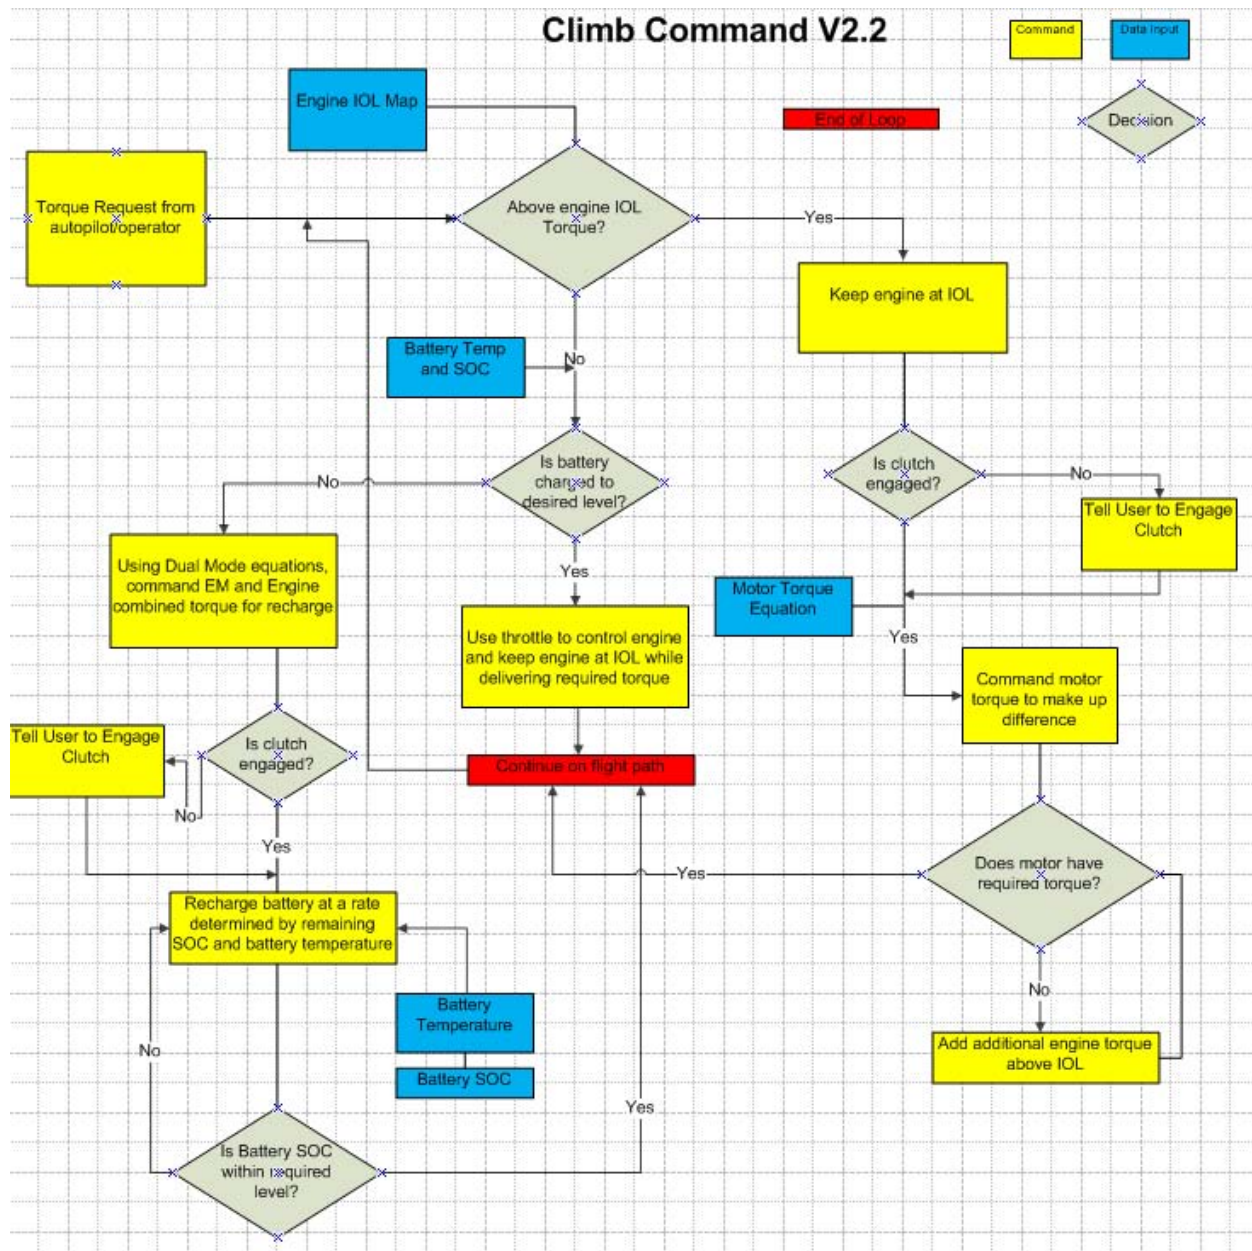 Climb Command V2.2
Command
Data Input
Decision
End of Loop
Engine IOL Map
Torque Request from
autopilot/operator
Above engine IOL
Torque?
Yes
Keep engine at IOL
Battery Temp
and SOC
No
Is battery
charged to
desired level?
No
Is clutch
engaged?
No
Tell User to Engage
Clutch
Using Dual Mode equations,
command EM and Engine
combined torque for recharge
Yes
Motor Torque
Equation
Yes
Use throttle to control engine
and keep engine at IOL while
delivering required torque
Command motor
torque to make up
difference
Tell User to Engage
Clutch
Is clutch
engaged?
No
Continue on flight path
Yes
Yes
Does motor have
required torque?
Recharge battery at a rate
determined by remaining
SOC and battery temperature
No
Battery
Temperature
Battery SOC
No
Add additional engine torque
above IOL
Yes
Is Battery SOC
within required
level?